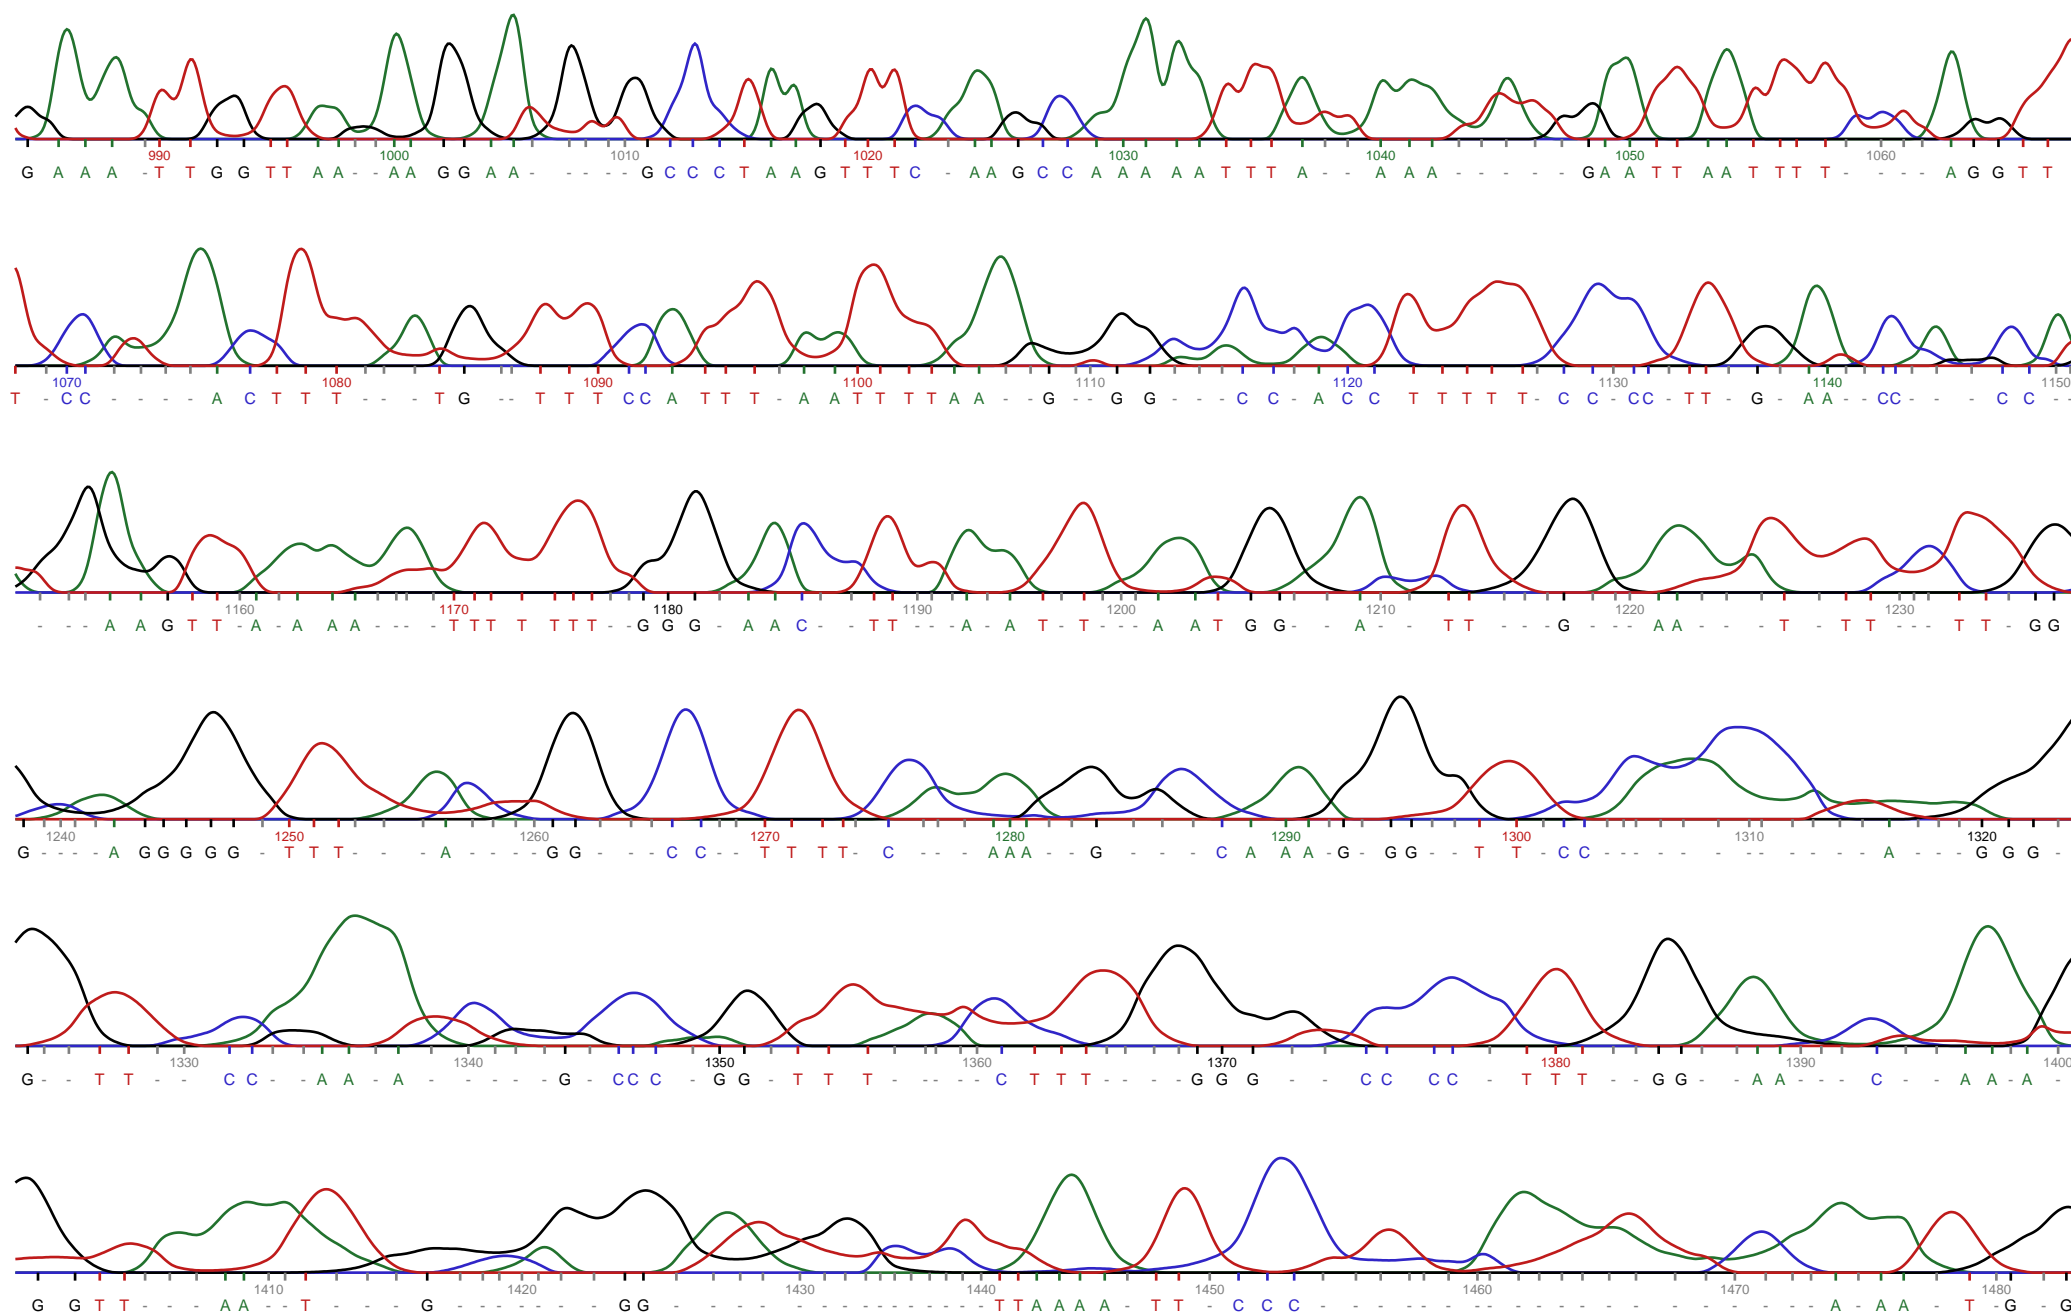 990 1000 1010 1020 1030 1040 1050 1060
G A A A - T T G G T T A A - - A A G G A A - - - - - G C C C T A A G T T T C - A A G C C A A A A A T T T A - - A A A - - - - - - G A A T T A A T T T T - - - - A G G T T
1070 1080 1090 1100 1110 1120 1130 1140 1150
T - C C - - - - - A C T T T - - - T G - - T T T C C A T T T - A A T T T T A A - - G - - G G - - - C C - A C C T T T T T - C C - C C - T T - G - A A - - C C - - - C C - -
1160 1170 1180 1190 1200 1210 1220 1230
- - - A A G T T - A - A A A - - - T T T T T T T - - G G G - A A C - - T T - - - A - A T - T - - - A A T G G - - A - - T T - - - G - - - A A - - - T - T T - - - T T - G G
1240 1250 1260 1270 1280 1290 1300 1310 1320
G - - - - A G G G G G - T T T - - - - A - - - - G G - - - C C - - T T T T - C - - - A A A - - G - - - - C A A A - G - G G - - T T - C C - - - - - - - - - - - A - - - G G G -
1330 1340 1350 1360 1370 1380 1390 1400
G - - T T - - C C - - A A - A - - - - - G - C C C - - G G - T T T - - - - - C T T T - - - - G G G - - C C C C - T T T - - G G - - A A - - - C - - A A - A -
1410 1420 1430 1440 1450 1460 1470 1480
G G T T - - - A A - - T - - - - G - - - - - - - G G - - - - - - - - - - - - - - T T A A A A - T T - C C C - - - - - - - - - - - - - - - - - - - A - A A - - T - G - G